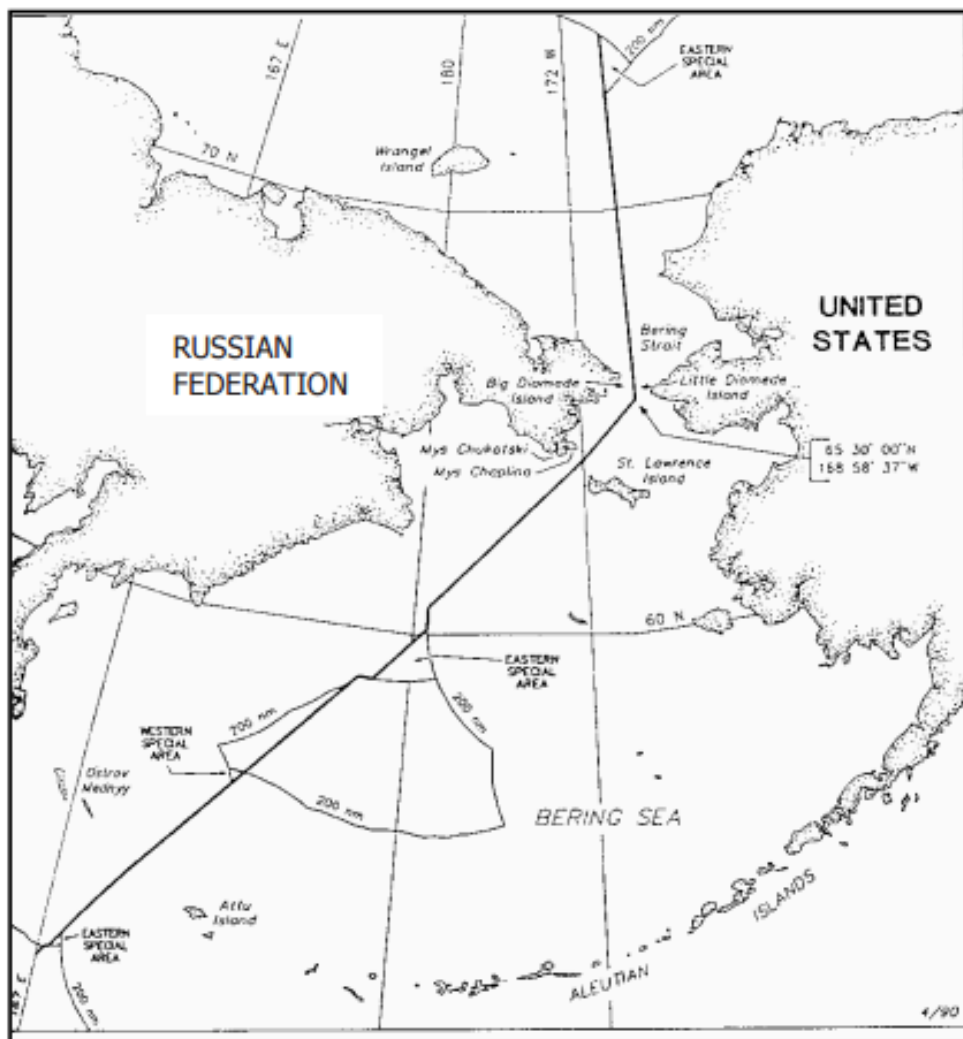 167 E
180
172 W
200 nm
EASTERN
SPECIAL
AREA
70 N
Wrangel
Island
UNITED
STATES
RUSSIAN
FEDERATION
Bering
Strait
Big Diomede
Island
Little Diomede
Island
Mys Chukotski
Mys Chaplino
St. Lawrence
Island
65 30' 00"N
168 58' 37"W
60 N
EASTERN
SPECIAL
AREA
200 nm
200 nm
WESTERN
SPECIAL
AREA
Ostrov
Mednyy
200 nm
BERING SEA
Attu
Island
EASTERN
SPECIAL
AREA
ALEUTIAN
ISLANDS
167 E
200 nm
4/90